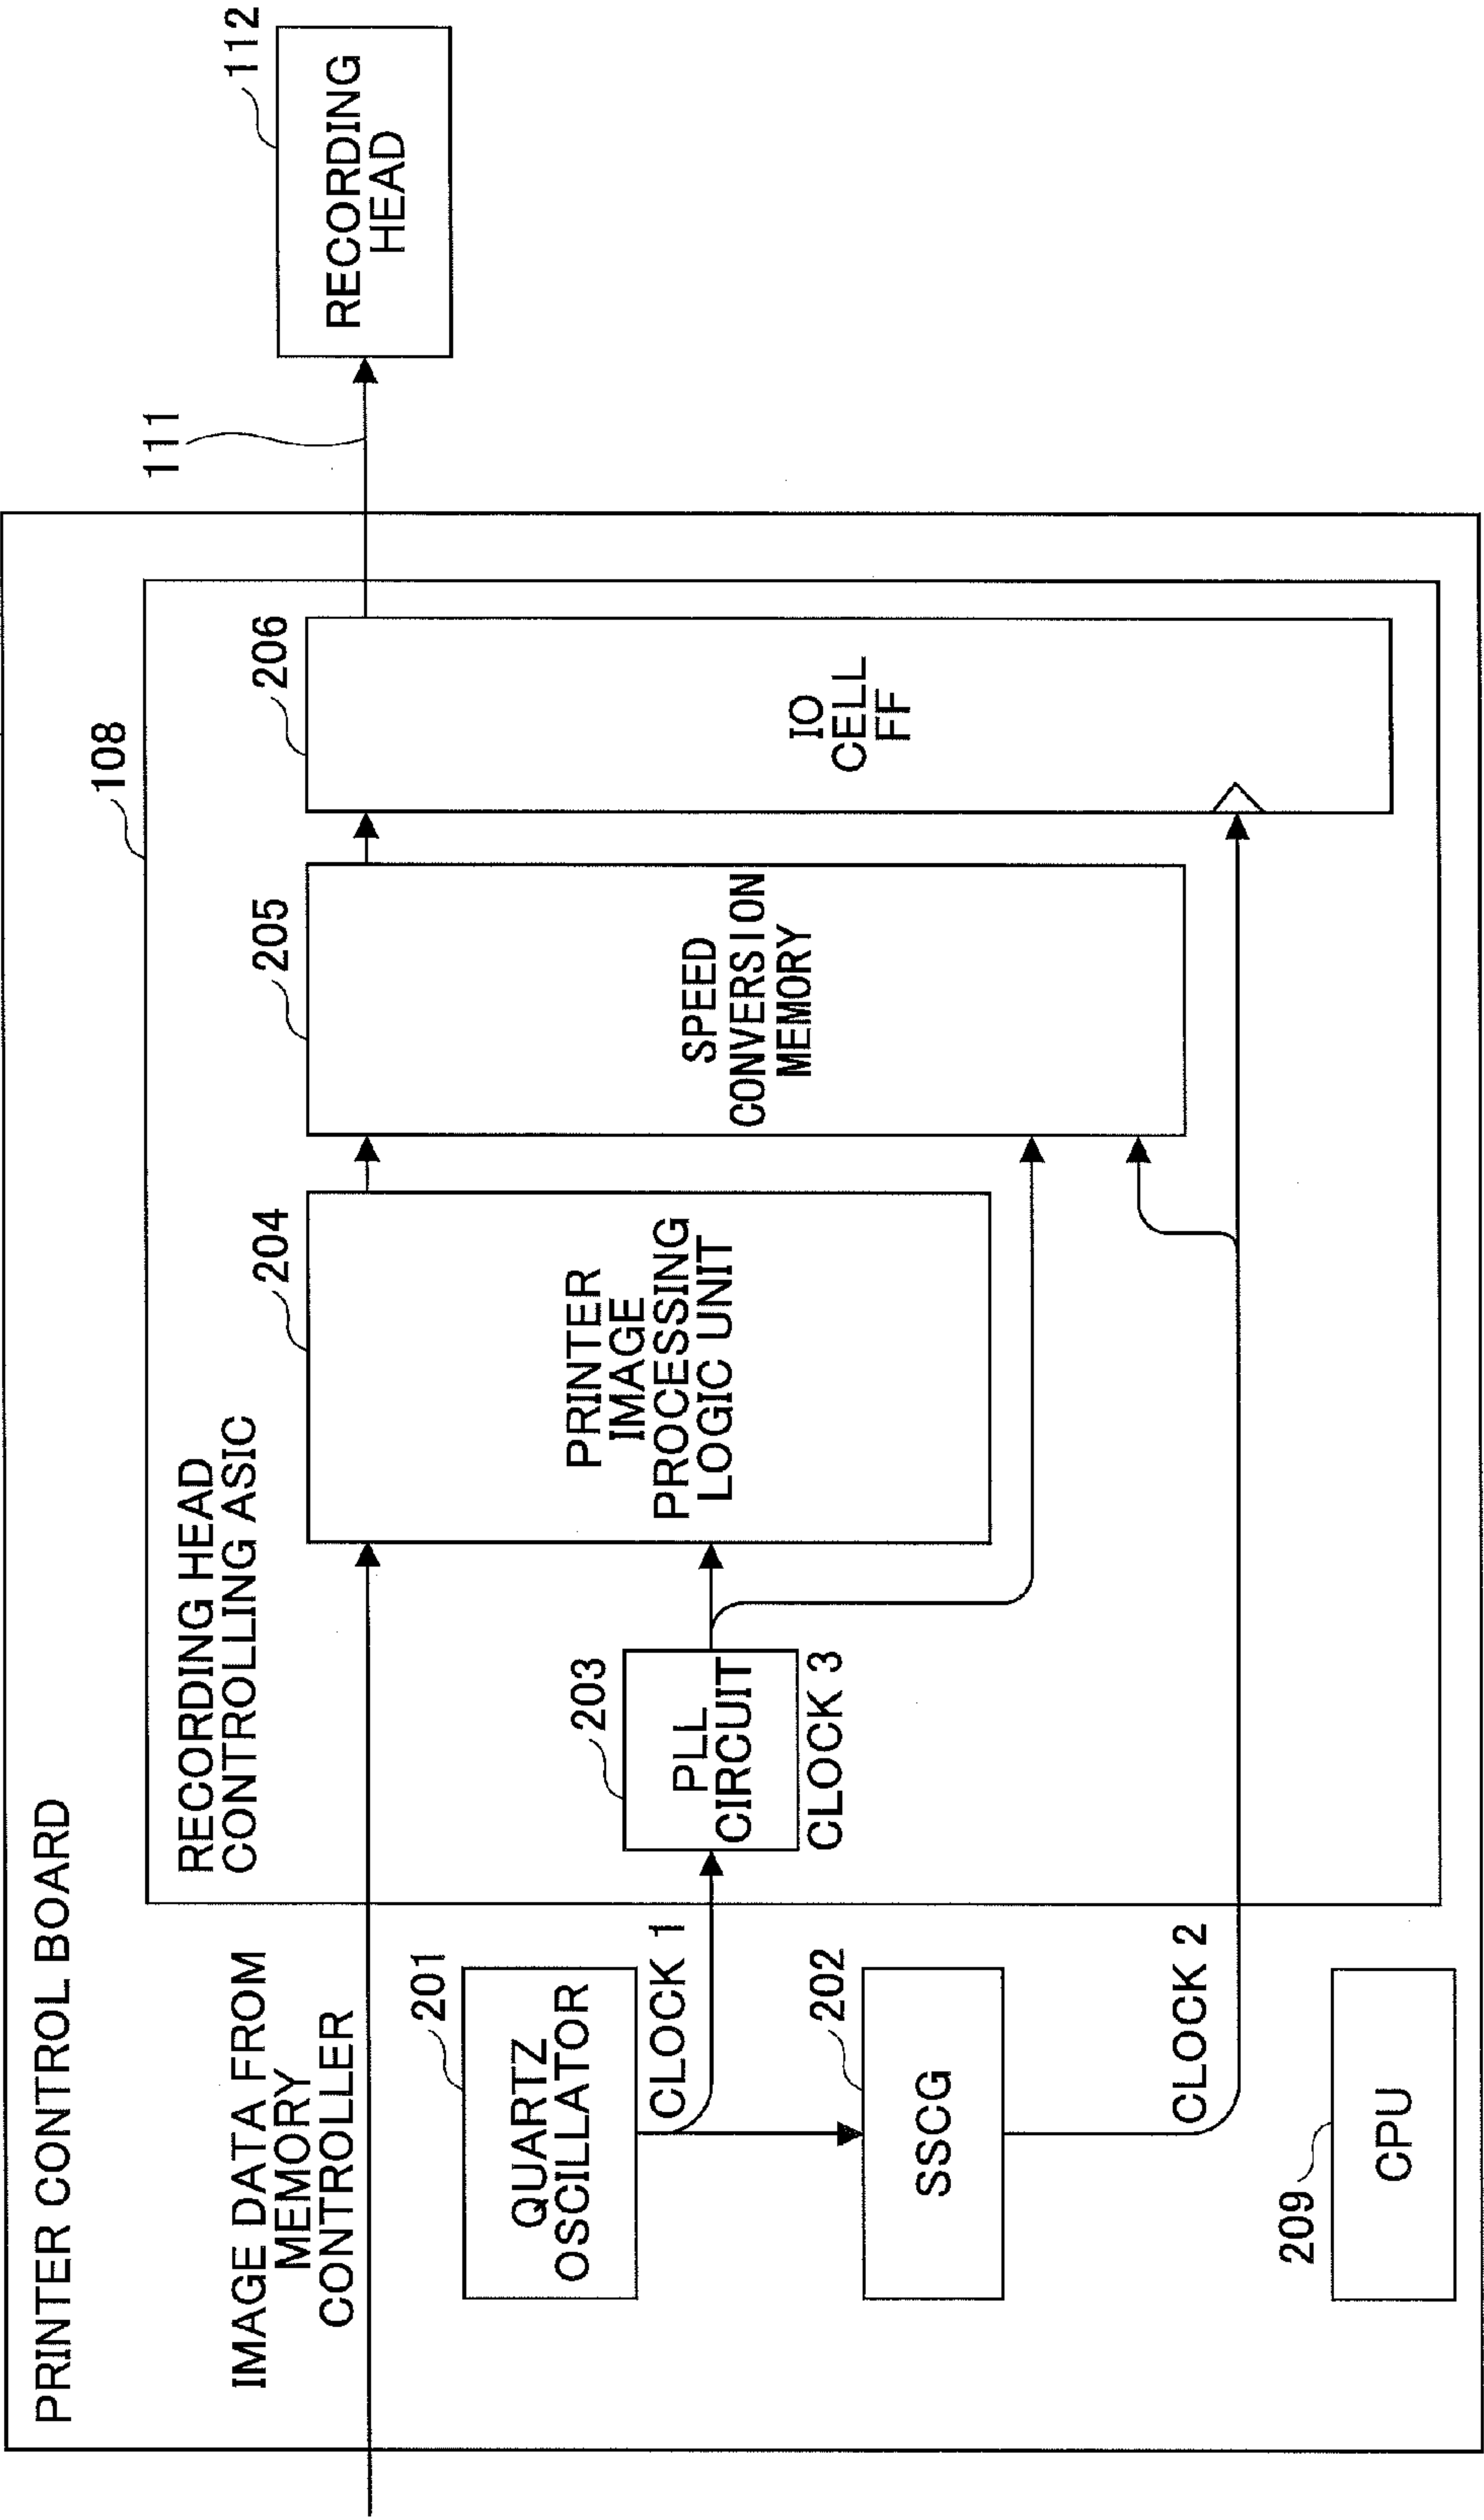 PRINTER CONTROL BOARD
IMAGE DATA FROM
MEMORY
CONTROLLER
RECORDING HEAD
CONTROLLING ASIC
108
111
112
RECORDING
HEAD
201
QUARTZ
OSCILLATOR
CLOCK 1
202
SSCG
CLOCK 2
209
CPU
203
PLL
CIRCUIT
CLOCK 3
204
PRINTER
IMAGE
PROCESSING
LOGIC UNIT
205
SPEED
CONVERSION
MEMORY
206
IO
CELL
FF